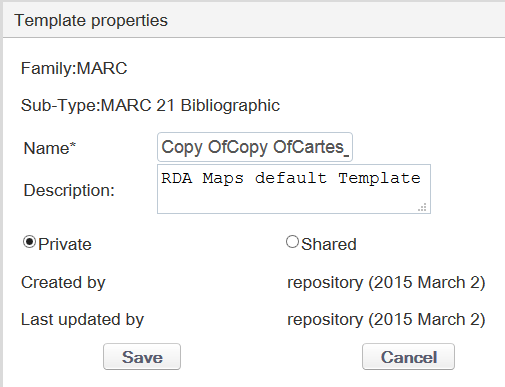 Template properties
Family:MARC
Sub-Type:MARC 21 Bibliographic
Name* Copy OfCopy OfCartes_
Description: RDA Maps default Template
Private Shared
Created by repository (2015 March 2)
Last updated by repository (2015 March 2)
Save Cancel